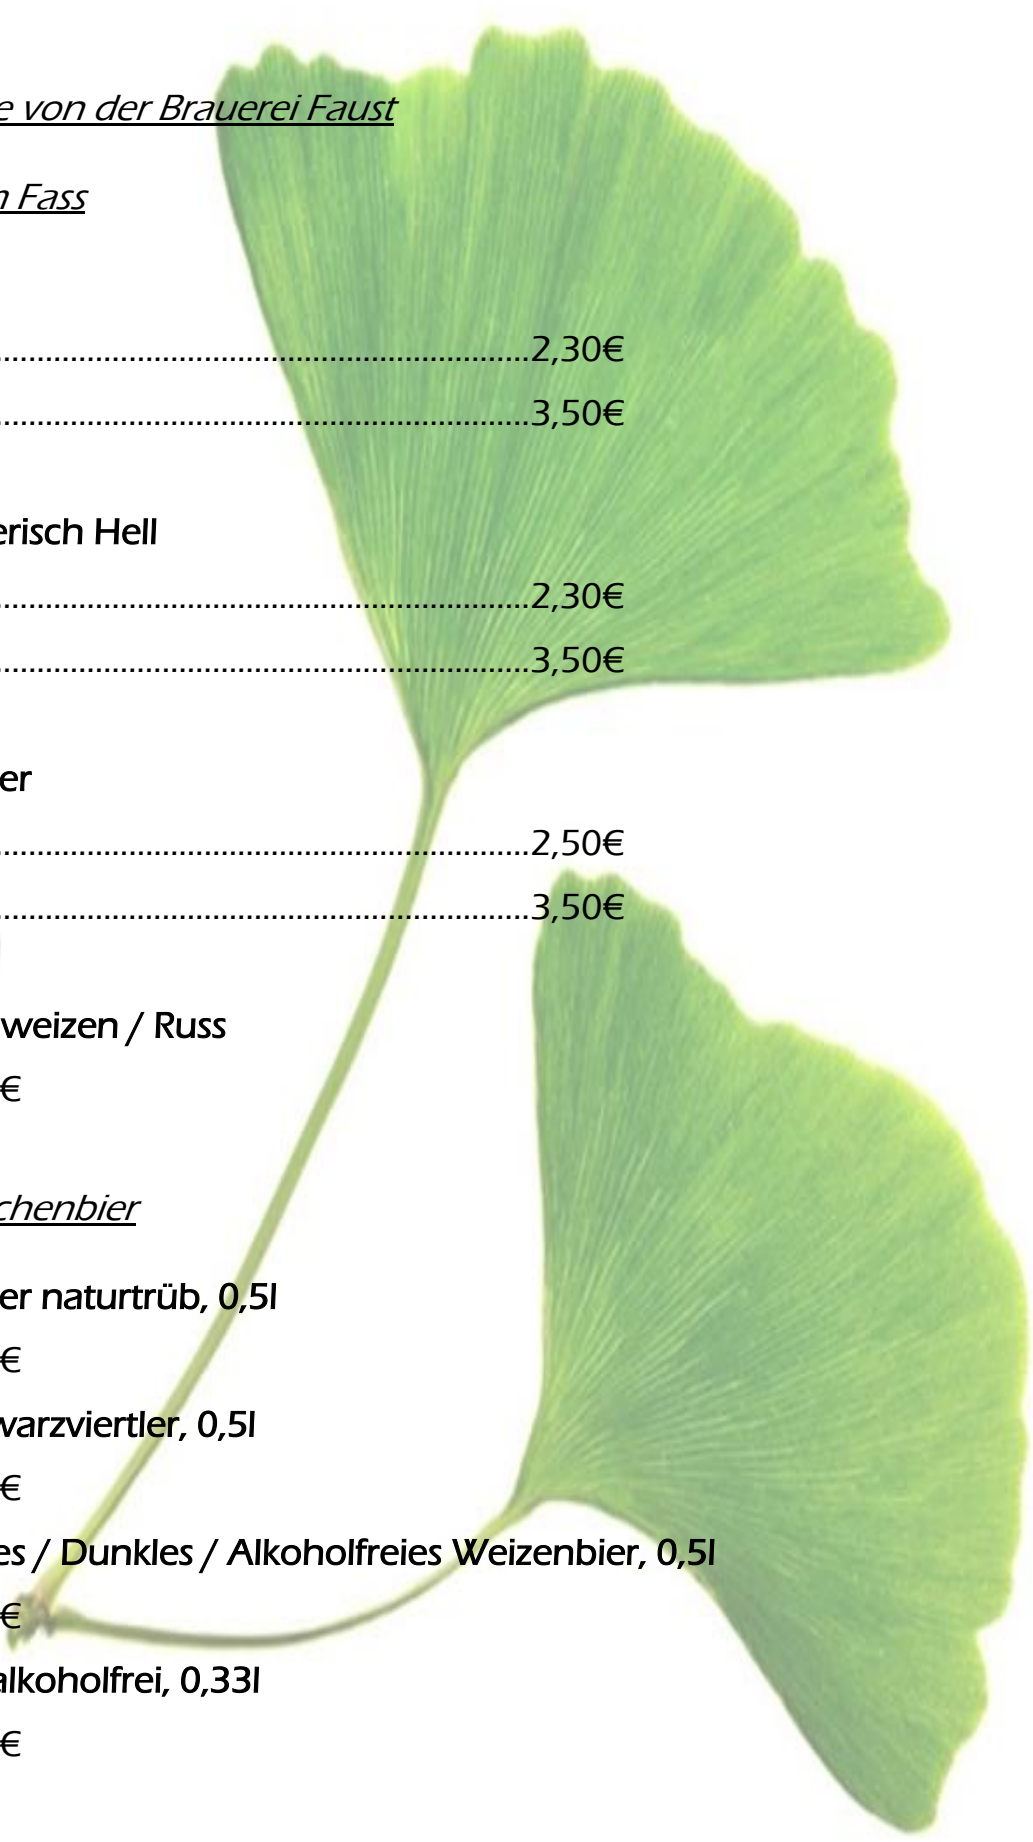 e von der Brauerei Faust
n Fass
........................................................................2,30€
........................................................................3,50€
erisch Hell
........................................................................2,30€
........................................................................3,50€
er
........................................................................2,50€
........................................................................3,50€
weizen / Russ
€
chenbier
er naturtrüb, 0,5l
€
warzviertler, 0,5l
€
es / Dunkles / Alkoholfreies Weizenbier, 0,5l
€
alkoholfrei, 0,33l
€